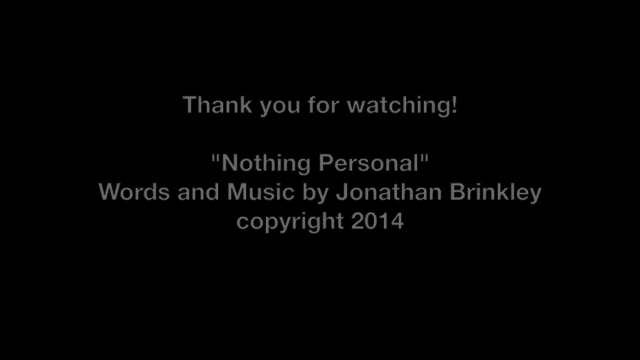 Thank you for watching!
"Nothing Personal"
Words and Music by Jonathan Brinkley
copyright 2014